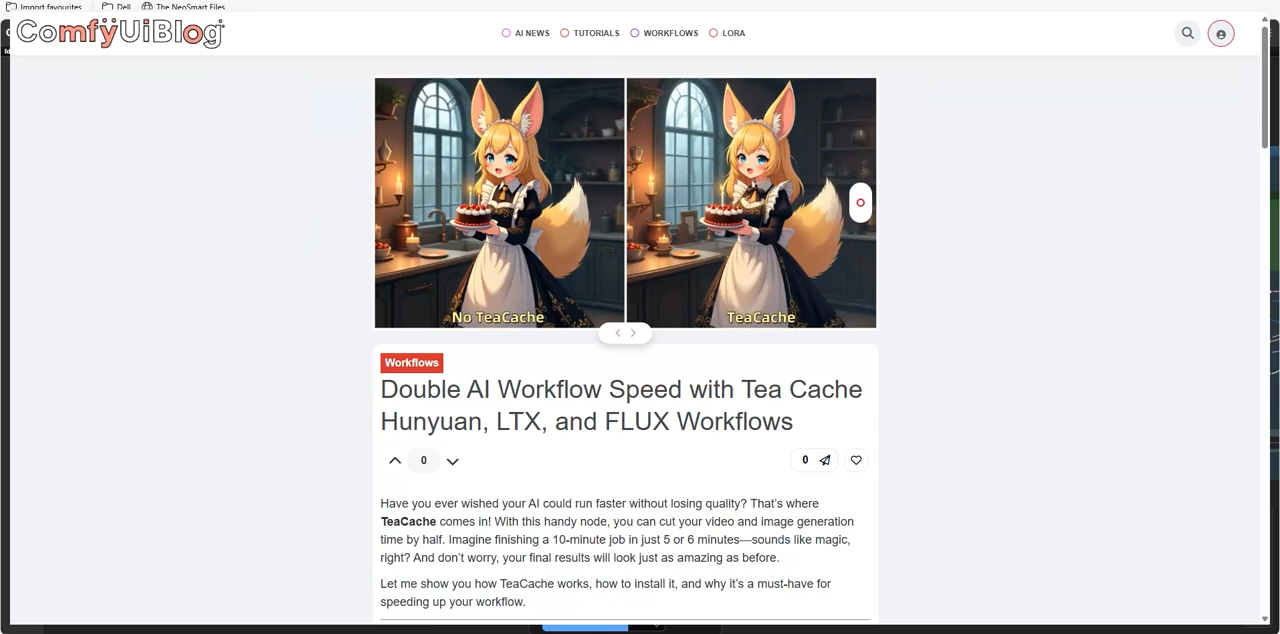 Import favourites
Dell
The NeoSmart Files
ComfyUiBlog
AI NEWS
TUTORIALS
WORKFLOWS
LORA
No TeaCache
TeaCache
Workflows
Double AI Workflow Speed with Tea Cache
Hunyuan, LTX, and FLUX Workflows
0
0
Have you ever wished your AI could run faster without losing quality? That's where
TeaCache comes in! With this handy node, you can cut your video and image generation
time by half. Imagine finishing a 10-minute job in just 5 or 6 minutes—sounds like magic,
right? And don't worry, your final results will look just as amazing as before.
Let me show you how TeaCache works, how to install it, and why it's a must-have for
speeding up your workflow.